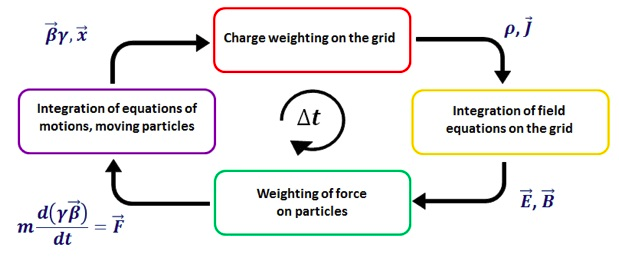 β⃗γ, x⃗
Charge weighting on the grid
ρ, J⃗
Integration of equations of
motions, moving particles
Δt
Integration of field
equations on the grid
Weighting of force
on particles
E⃗, B⃗
m d(γβ⃗)/dt = F⃗